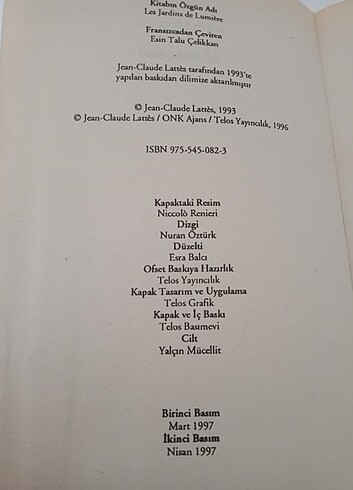 Kitabın Özgün Adı
Les Jardins de Lumière
Fransızcadan Çeviren
Esin Talu Çelikkan
Jean-Claude Lattès tarafından 1993'te
yapılan baskıdan dilimize aktarılmıştır
© Jean-Claude Lattès, 1993
© Jean-Claude Lattès / ONK Ajans / Telos Yayıncılık, 1996
ISBN 975-545-082-3
Kapaktaki Resim
Niccolò Renieri
Dizgi
Nuran Öztürk
Düzelti
Esra Balcı
Ofset Baskıya Hazırlık
Telos Yayıncılık
Kapak Tasarım ve Uygulama
Telos Grafik
Kapak ve İç Baskı
Telos Basımevi
Cilt
Yalçın Mücellit
Birinci Basım
Mart 1997
İkinci Basım
Nisan 1997